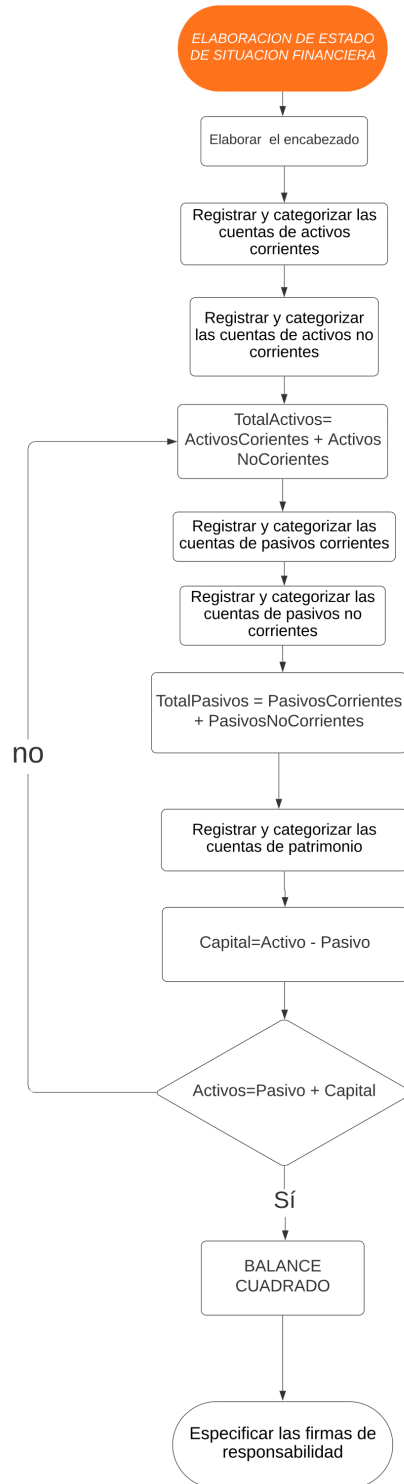 ELABORACION DE ESTADO
DE SITUACION FINANCIERA
Elaborar el encabezado
Registrar y categorizar las
cuentas de activos
corrientes
Registrar y categorizar
las cuentas de activos no
corrientes
TotalActivos=
ActivosCorientes + Activos
NoCorientes
Registrar y categorizar las
cuentas de pasivos corrientes
Registrar y categorizar las
cuentas de pasivos no
corrientes
TotalPasivos = PasivosCorrientes
+ PasivosNoCorrientes
no
Registrar y categorizar las
cuentas de patrimonio
Capital=Activo - Pasivo
Activos=Pasivo + Capital
Sí
BALANCE
CUADRADO
Especificar las firmas de
responsabilidad